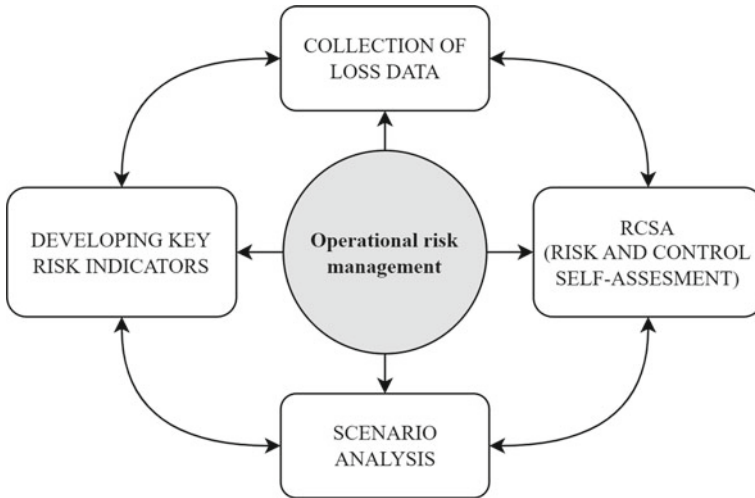 COLLECTION OF
LOSS DATA
DEVELOPING KEY
RISK INDICATORS
Operational risk
management
RCSA
(RISK AND CONTROL
SELF-ASSESMENT)
SCENARIO
ANALYSIS